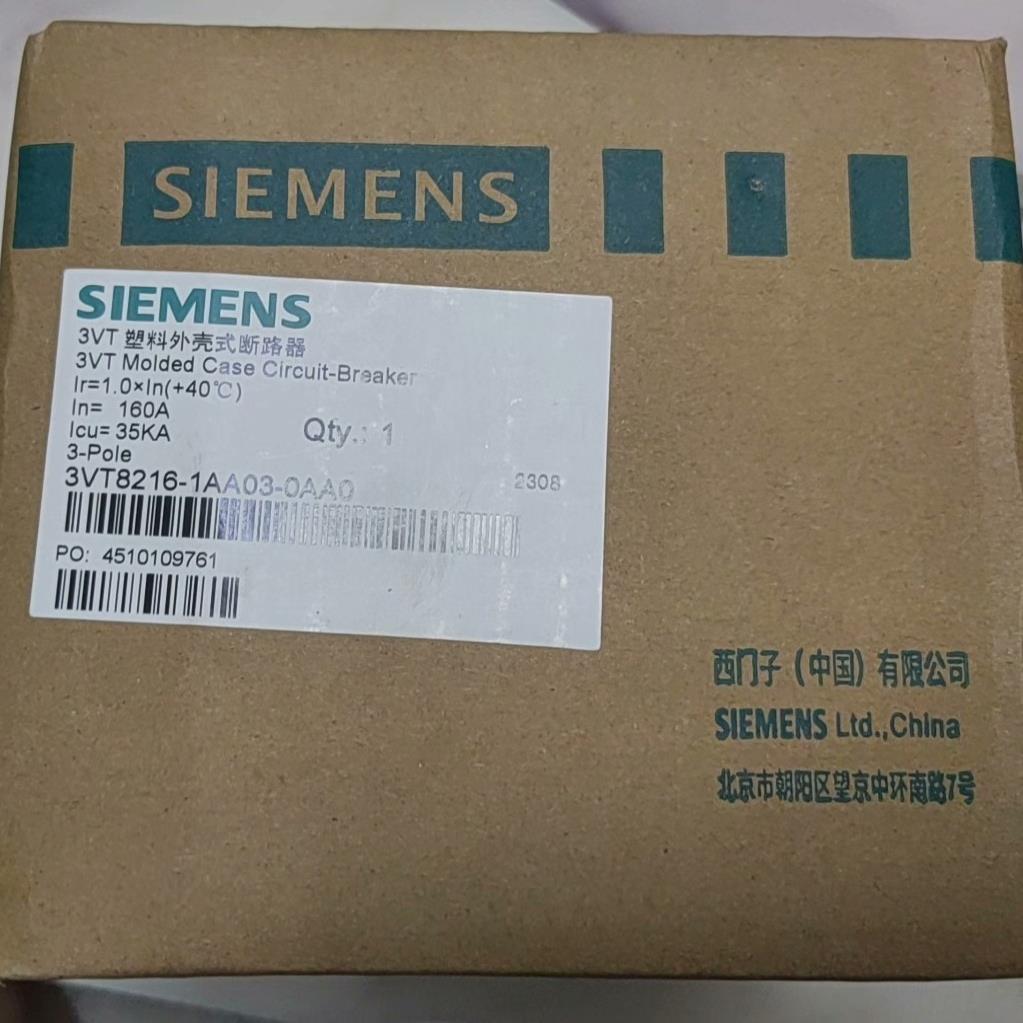 SIEMENS
SIEMENS
3VT 塑料外壳式断路器
3VT Molded Case Circuit-Breaker
Ir=1.0×In(+40℃)
In= 160A
Icu= 35KA
Qty.: 1
3-Pole
3VT8216-1AA03-0AA0
2308
PO: 4510109761
西门子（中国）有限公司
SIEMENS Ltd.,China
北京市朝阳区望京中环南路7号